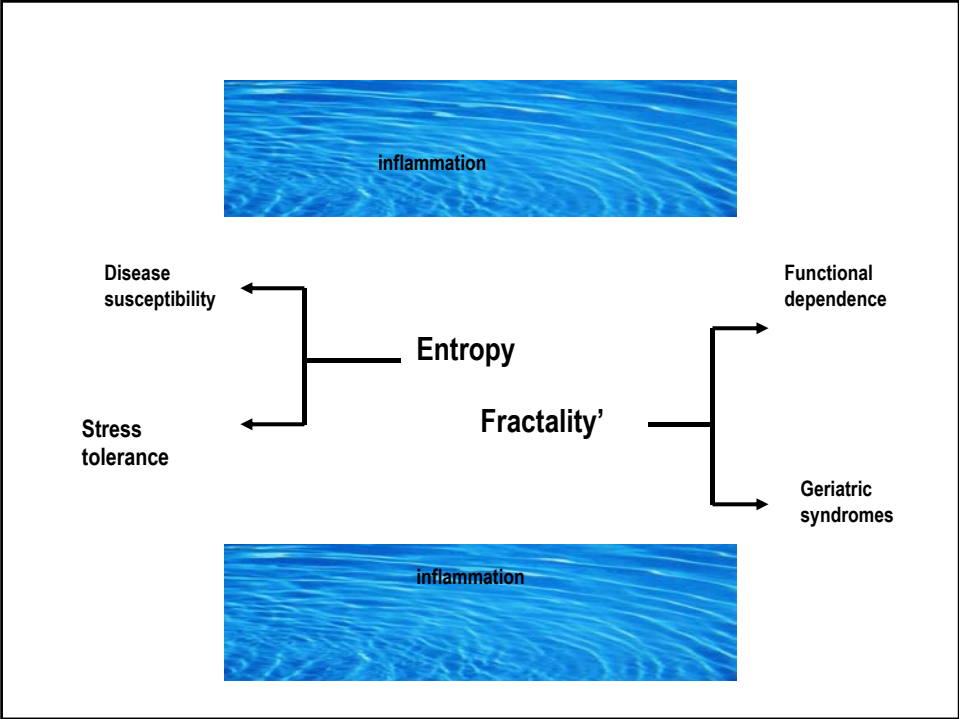 inflammation
Disease
susceptibility
Functional
dependence
Entropy
Fractality’
Stress
tolerance
Geriatric
syndromes
inflammation